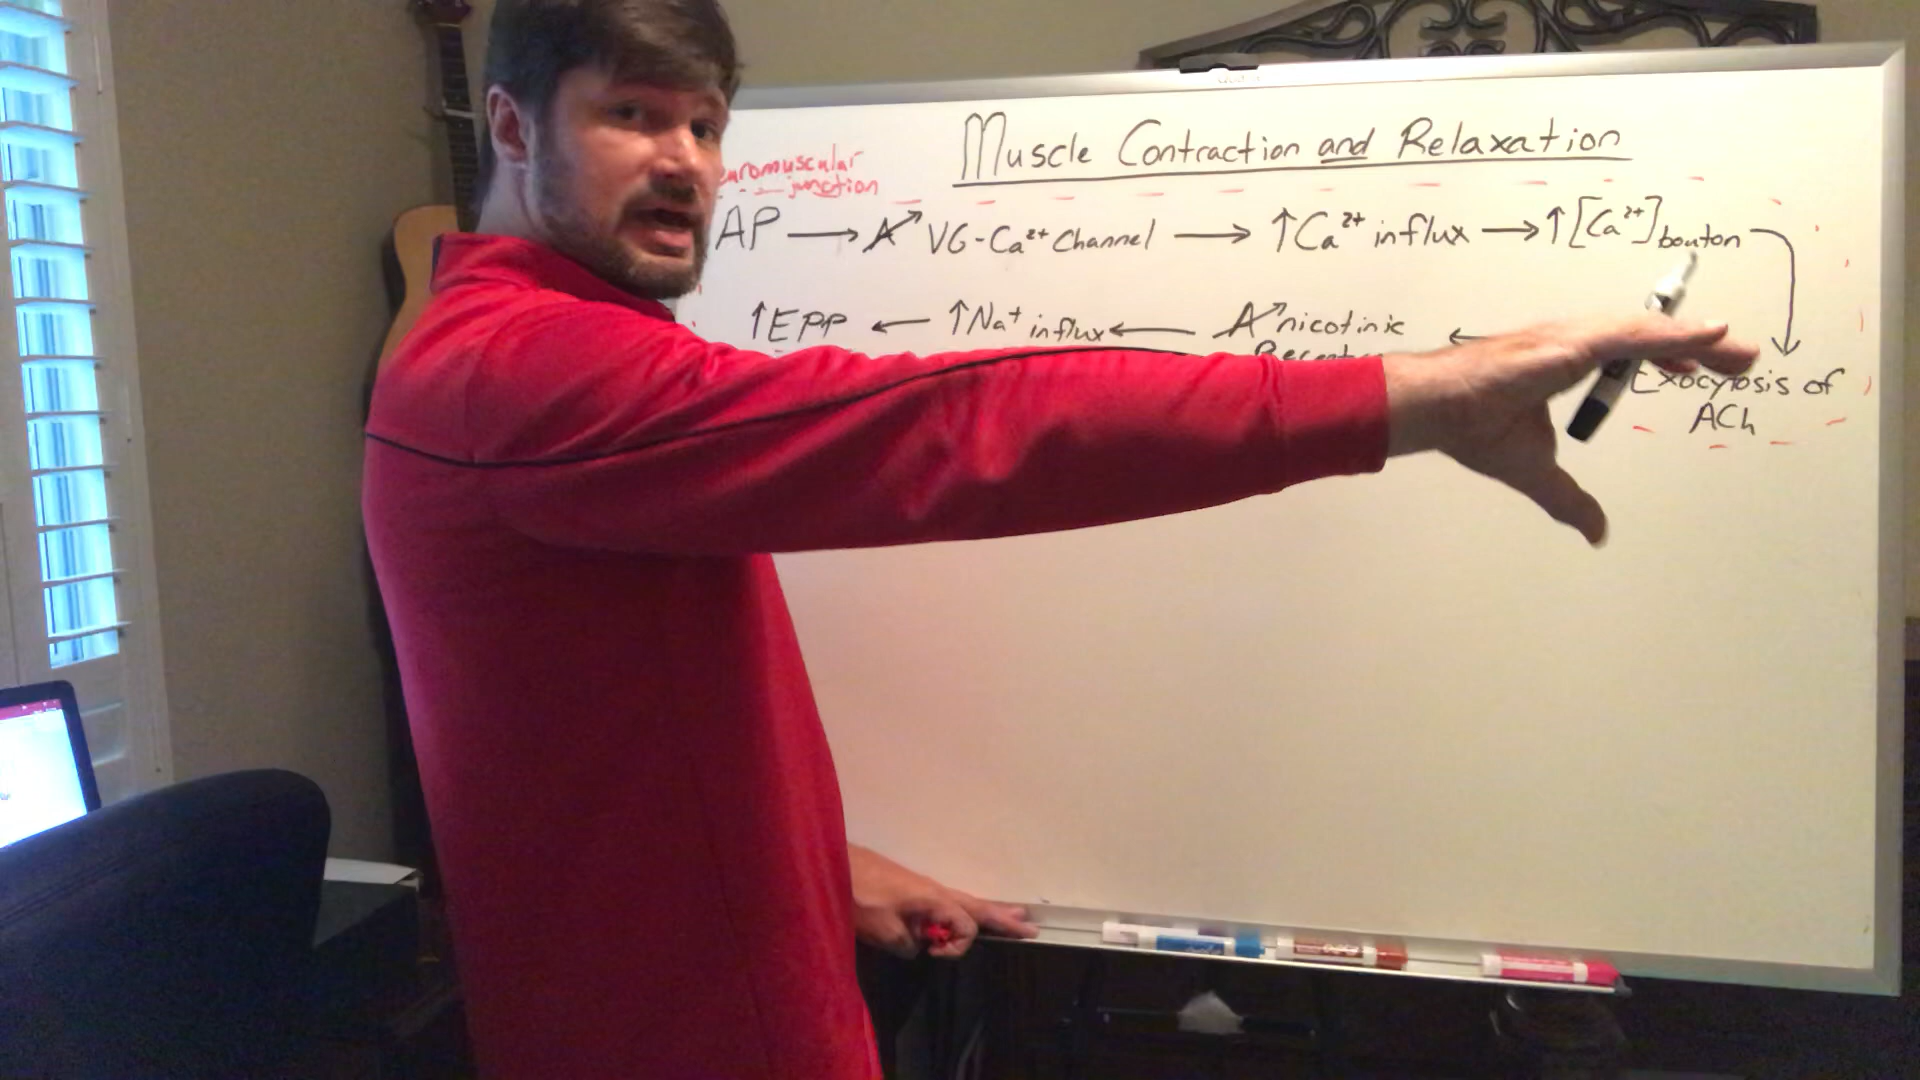 Muscle Contraction and Relaxation
junction
AP → A↗ VG-Ca²⁺ Channel → ↑Ca²⁺ influx → ↑[Ca²⁺]bouton
↑EPP ← ↑Na⁺ influx ← A↗ nicotinic ←
Exocytosis of
ACh